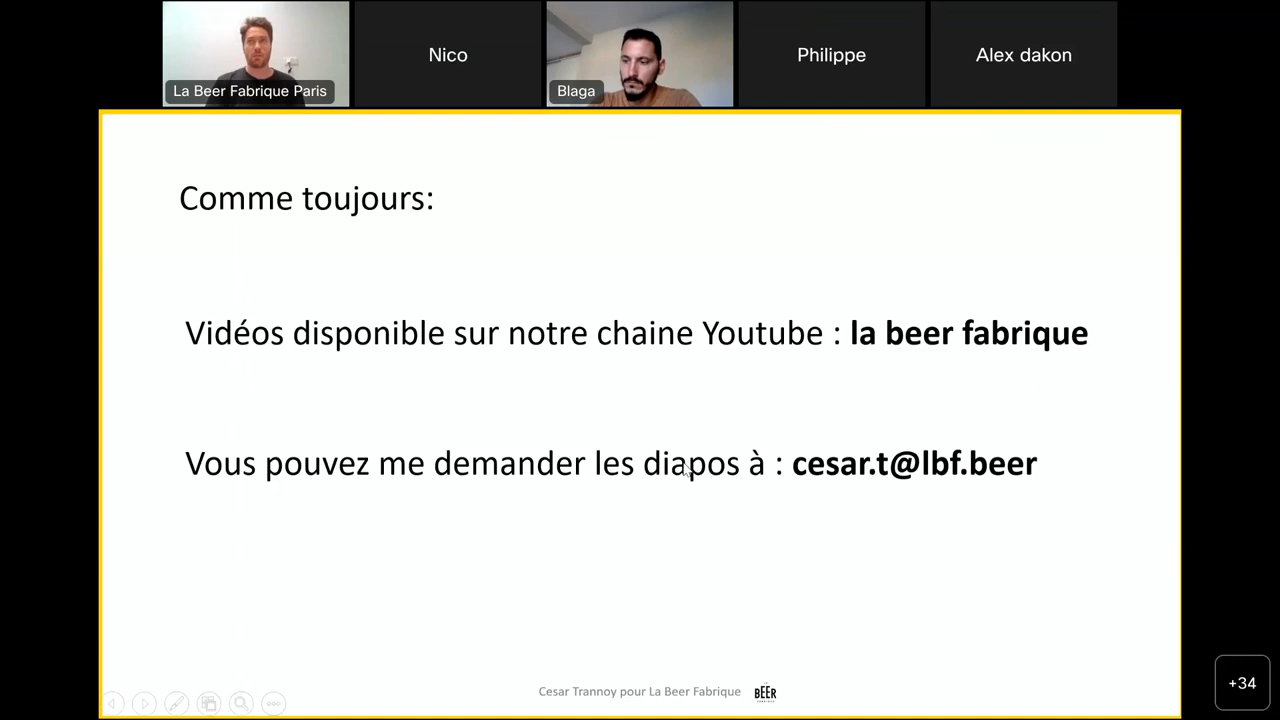 Nico
Philippe
Alex dakon
La Beer Fabrique Paris
Blaga
Comme toujours:
Vidéos disponible sur notre chaine Youtube : la beer fabrique
Vous pouvez me demander les diapos à : cesar.t@lbf.beer
Cesar Trannoy pour La Beer Fabrique
BEER
+34